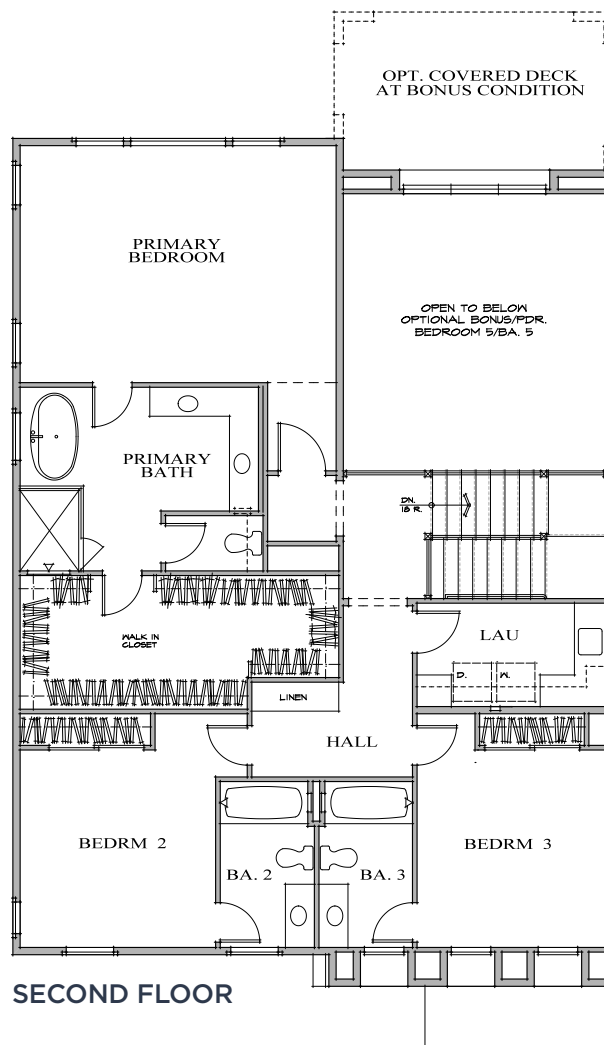 OPT. COVERED DECK
AT BONUS CONDITION
PRIMARY
BEDROOM
OPEN TO BELOW
OPTIONAL BONUS/PDR.
BEDROOM 5/BA. 5
PRIMARY
BATH
DN.
18 R.
WALK IN
CLOSET
LAU
D.
W.
LINEN
HALL
BEDRM 2
BEDRM 3
BA. 2
BA. 3
SECOND FLOOR